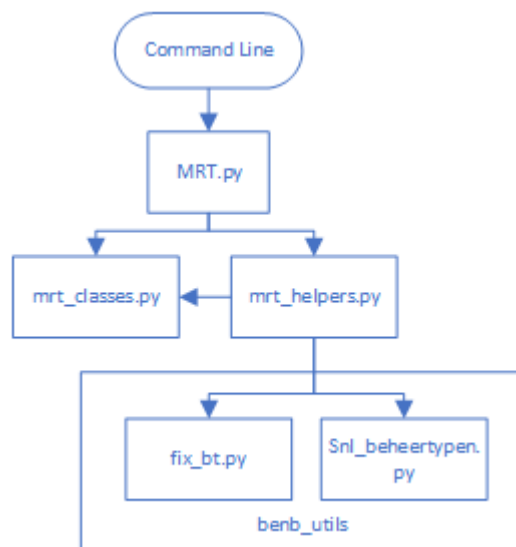 Command Line
MRT.py
mrt_classes.py
mrt_helpers.py
fix_bt.py
Snl_beheertypen.
py
benb_utils